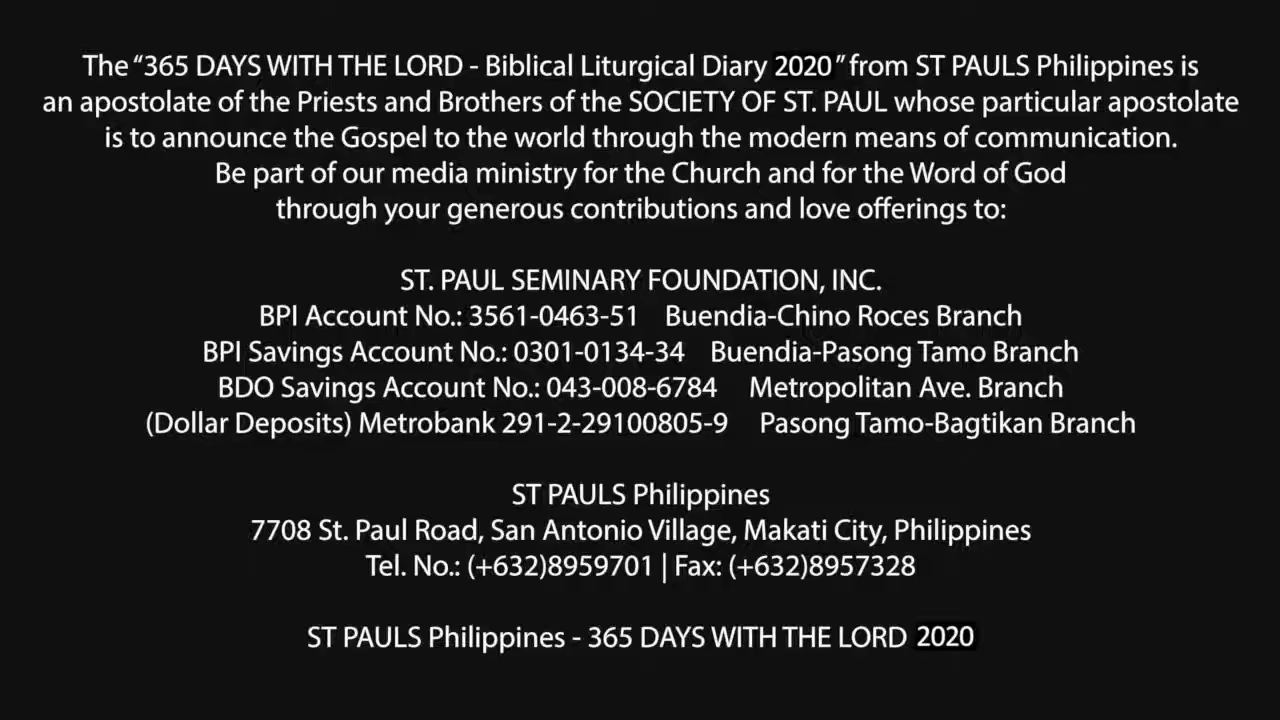 The “365 DAYS WITH THE LORD - Biblical Liturgical Diary 2020” from ST PAULS Philippines is
an apostolate of the Priests and Brothers of the SOCIETY OF ST. PAUL whose particular apostolate
is to announce the Gospel to the world through the modern means of communication.
Be part of our media ministry for the Church and for the Word of God
through your generous contributions and love offerings to:
ST. PAUL SEMINARY FOUNDATION, INC.
BPI Account No.: 3561-0463-51 Buendia-Chino Roces Branch
BPI Savings Account No.: 0301-0134-34 Buendia-Pasong Tamo Branch
BDO Savings Account No.: 043-008-6784 Metropolitan Ave. Branch
(Dollar Deposits) Metrobank 291-2-29100805-9 Pasong Tamo-Bagtikan Branch
ST PAULS Philippines
7708 St. Paul Road, San Antonio Village, Makati City, Philippines
Tel. No.: (+632)8959701 | Fax: (+632)8957328
ST PAULS Philippines - 365 DAYS WITH THE LORD 2020